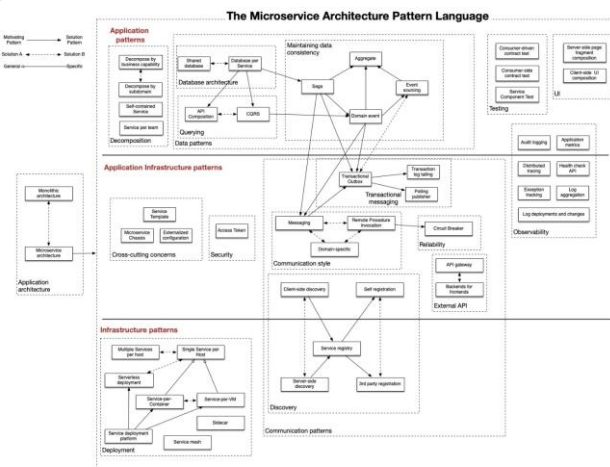 The Microservice Architecture Pattern Language
Motivating
Pattern
Solution
Pattern
Solution A
Solution B
General
Specific
Application
patterns
Decompose by
business capability
Decompose by
subdomain
Self-contained
Service
Service per team
Decomposition
Shared
database
Database per
Service
Database architecture
API
Composition
CQRS
Querying
Data patterns
Maintaining data
consistency
Aggregate
Saga
Event
sourcing
Domain event
Consumer-driven
contract test
Consumer-side
contract test
Service
Component Test
Testing
Server-side page
fragment
composition
Client-side UI
composition
UI
Application Infrastructure patterns
Monolithic
architecture
Microservice
architecture
Application
architecture
Service
Template
Microservice
Chassis
Externalized
configuration
Cross-cutting concerns
Access Token
Security
Transactional
Outbox
Transaction
log tailing
Polling
publisher
Transactional
messaging
Messaging
Remote Procedure
Invocation
Domain-specific
Communication style
Circuit Breaker
Reliability
API gateway
Backends for
frontends
External API
Audit logging
Application
metrics
Distributed
tracing
Health check
API
Exception
tracking
Log
aggregation
Log deployments and changes
Observability
Client-side discovery
Self registration
Service registry
Server-side
discovery
3rd party registration
Discovery
Communication patterns
Infrastructure patterns
Multiple Services
per host
Single Service per
Host
Serverless
deployment
Service-per-
Container
Service-per-VM
Service deployment
platform
Sidecar
Service mesh
Deployment